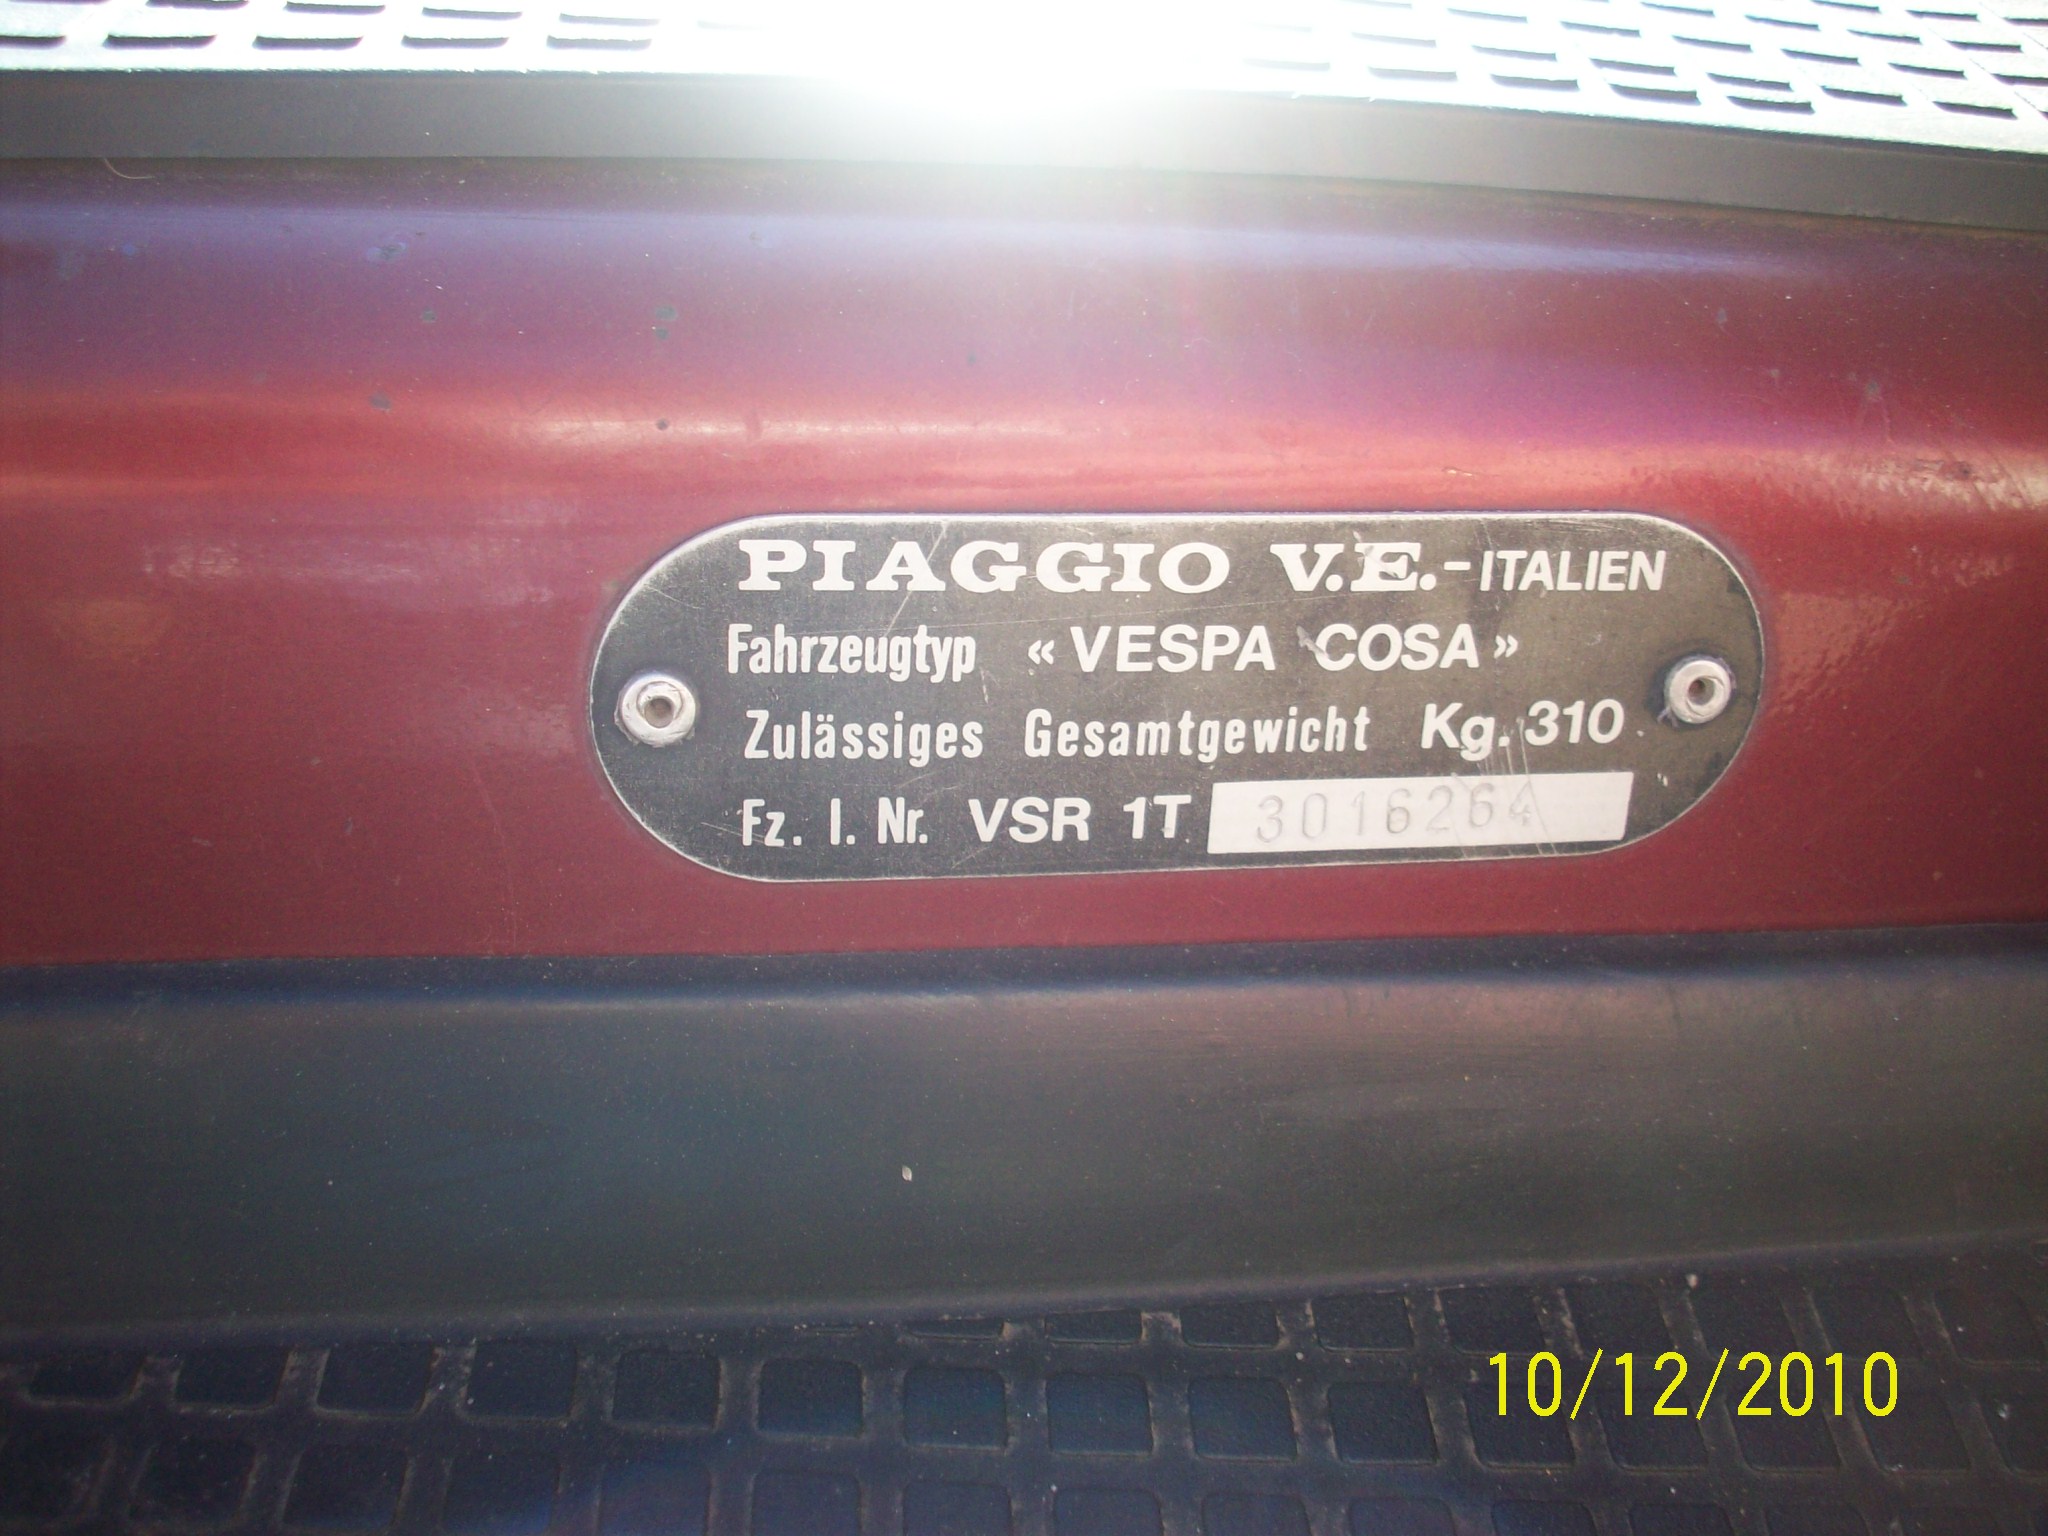 PIAGGIO V.E.-ITALIEN
Fahrzeugtyp «VESPA COSA»
Zulässiges Gesamtgewicht Kg. 310
Fz. I. Nr. VSR 1T 3016264
10/12/2010